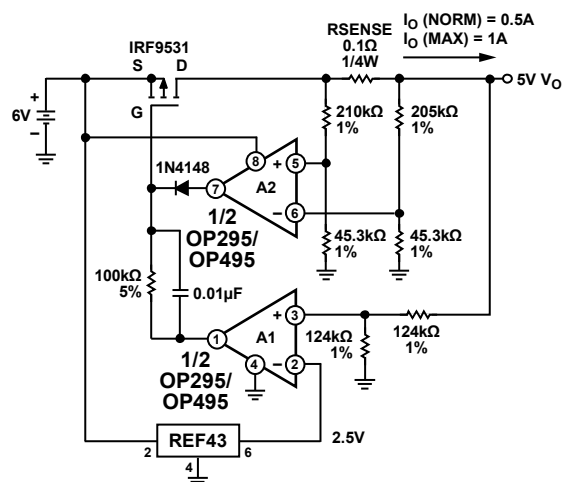 I_O (NORM) = 0.5A
I_O (MAX) = 1A
RSENSE
0.1Ω
1/4W
IRF9531
S
D
G
5V V_O
+
6V
−
210kΩ
1%
205kΩ
1%
8
+
5
1N4148
7
A2
−
6
1/2
OP295/
OP495
45.3kΩ
1%
45.3kΩ
1%
100kΩ
5%
0.01µF
+
3
1
A1
124kΩ
1%
124kΩ
1%
4
−
2
1/2
OP295/
OP495
2.5V
2
REF43
6
4